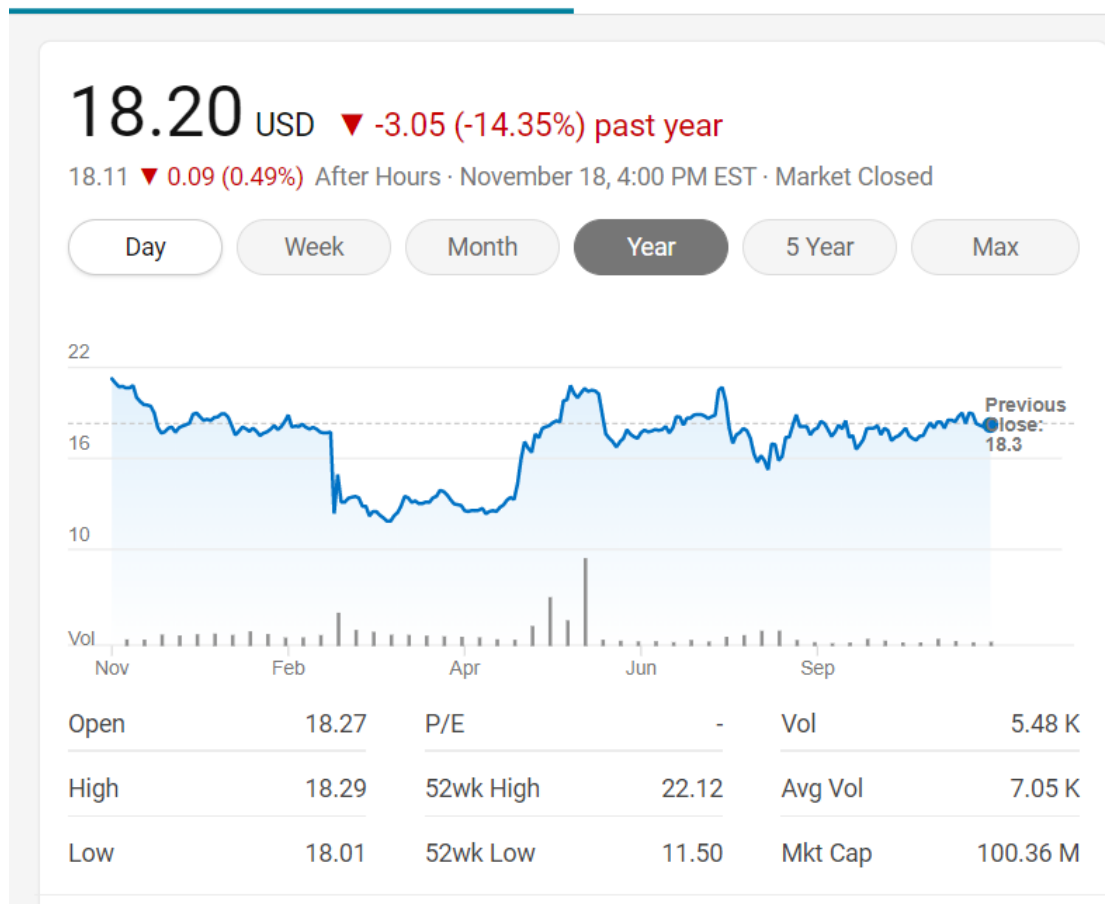 18.20 USD ▼ -3.05 (-14.35%) past year
18.11 ▼ 0.09 (0.49%) After Hours · November 18, 4:00 PM EST · Market Closed
Day Week Month Year 5 Year Max
22
16
10
Previous
Close:
18.3
Vol
Nov Feb Apr Jun Sep
Open 18.27 P/E - Vol 5.48 K
High 18.29 52wk High 22.12 Avg Vol 7.05 K
Low 18.01 52wk Low 11.50 Mkt Cap 100.36 M